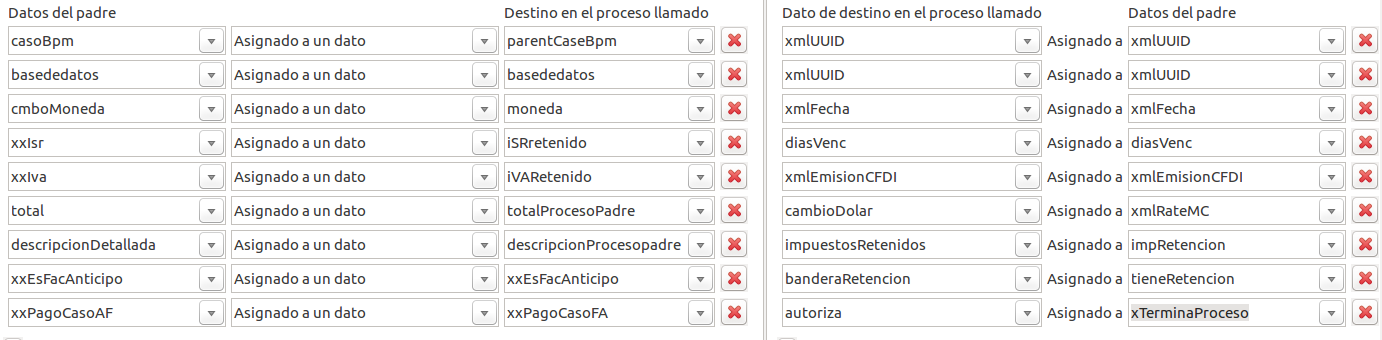 Datos del padre Destino en el proceso llamado
casoBpm Asignado a un dato parentCaseBpm
basededatos Asignado a un dato basededatos
cmboMoneda Asignado a un dato moneda
xxIsr Asignado a un dato iSRretenido
xxIva Asignado a un dato iVARetenido
total Asignado a un dato totalProcesoPadre
descripcionDetallada Asignado a un dato descripcionProcesopadre
xxEsFacAnticipo Asignado a un dato xxEsFacAnticipo
xxPagoCasoAF Asignado a un dato xxPagoCasoFA
Dato de destino en el proceso llamado Datos del padre
xmlUUID Asignado a xmlUUID
xmlUUID Asignado a xmlUUID
xmlFecha Asignado a xmlFecha
diasVenc Asignado a diasVenc
xmlEmisionCFDI Asignado a xmlEmisionCFDI
cambioDolar Asignado a xmlRateMC
impuestosRetenidos Asignado a impRetencion
banderaRetencion Asignado a tieneRetencion
autoriza Asignado a xTerminaProceso